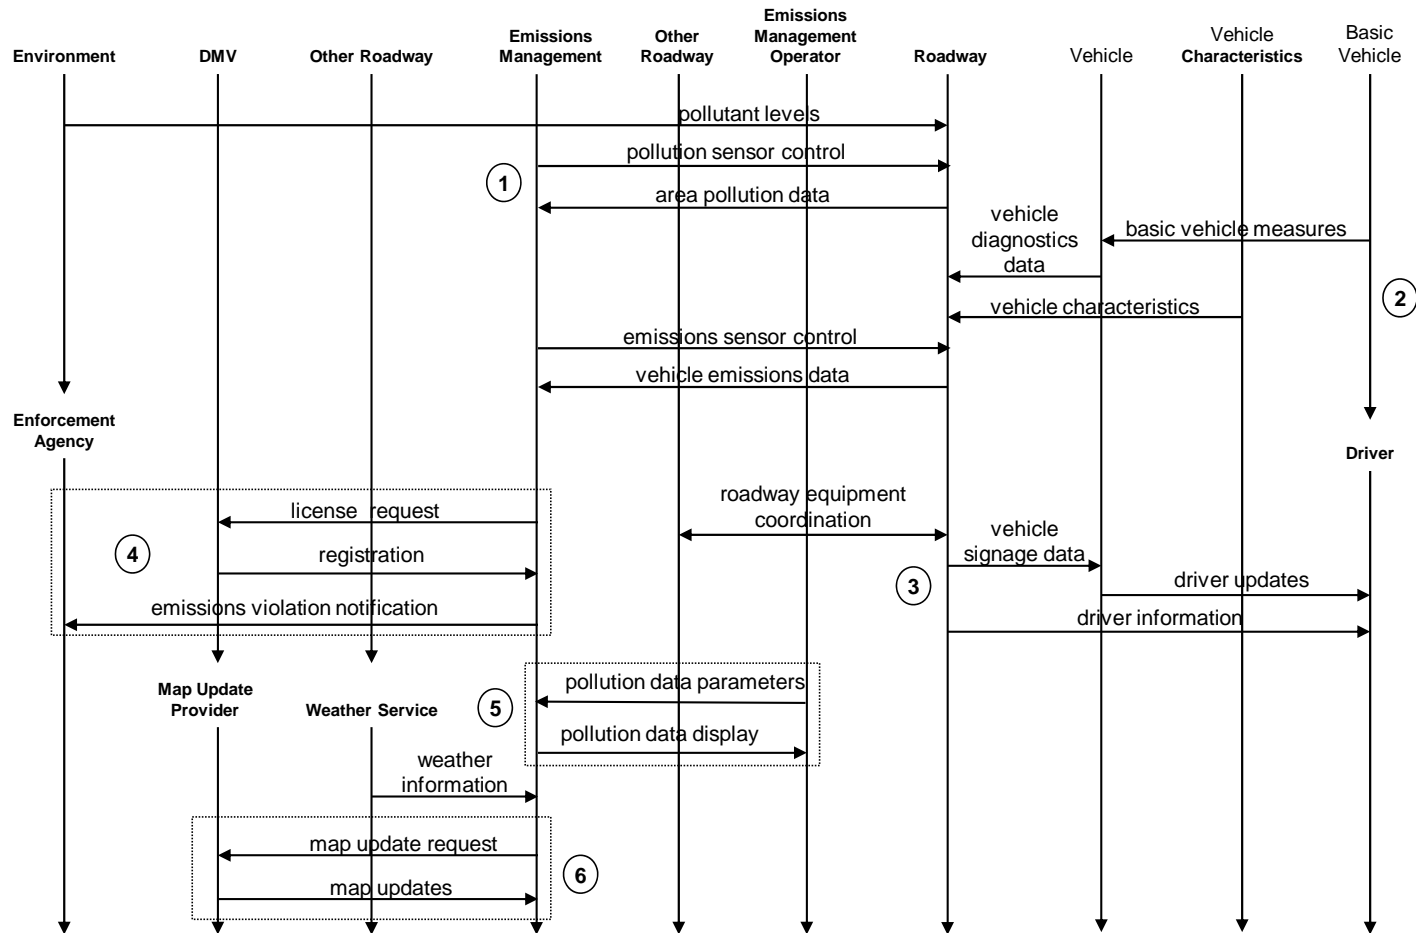 Environment
DMV
Other Roadway
Emissions
Management
Other
Roadway
Emissions
Management
Operator
Roadway
Vehicle
Vehicle
Characteristics
Basic
Vehicle
pollutant levels
pollution sensor control
1
area pollution data
vehicle
diagnostics
data
basic vehicle measures
2
vehicle characteristics
emissions sensor control
vehicle emissions data
Enforcement
Agency
Driver
license request
roadway equipment
coordination
4
registration
vehicle
signage data
3
driver updates
emissions violation notification
driver information
Map Update
Provider
Weather Service
5
pollution data parameters
pollution data display
weather
information
map update request
6
map updates